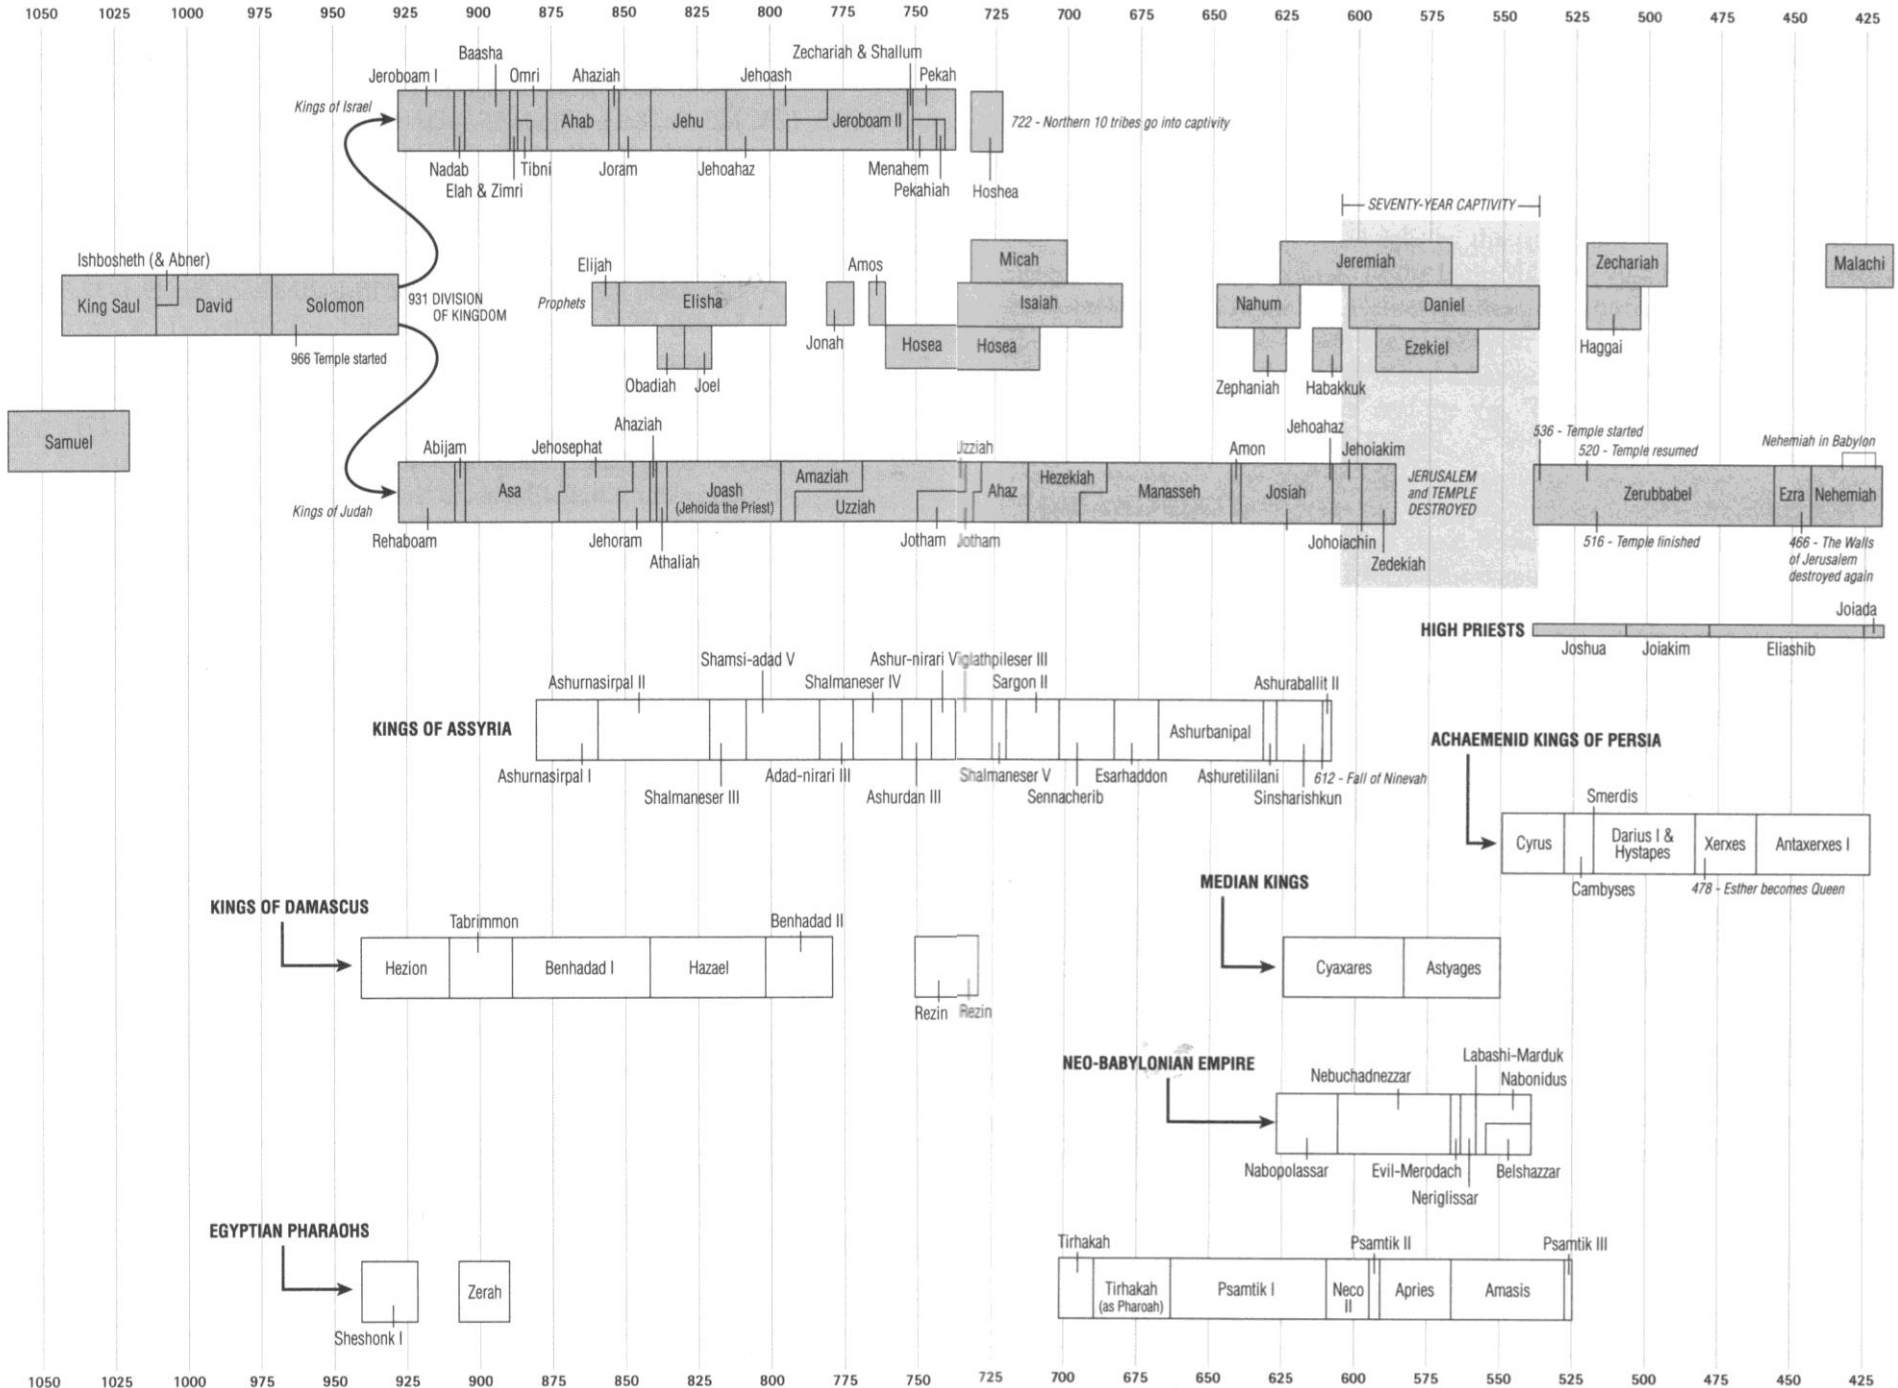 1050 1025 1000 975 950 925 900 875 850 825 800 775 750 725 700 675 650 625 600 575 550 525 500 475 450 425
Baasha
Zechariah & Shallum
Jeroboam I
Omri
Ahaziah
Jehoash
Pekah
Kings of Israel
Ahab
Jehu
Jeroboam II
722 - Northern 10 tribes go into captivity
Nadab
Tibni
Joram
Jehoahaz
Menahem
Elah & Zimri
Pekahiah
Hoshea
SEVENTY-YEAR CAPTIVITY
Ishbosheth (& Abner)
King Saul
David
Solomon
931 DIVISION
OF KINGDOM
966 Temple started
Elijah
Prophets
Elisha
Amos
Micah
Isaiah
Jonah
Hosea
Hosea
Obadiah
Joel
Jeremiah
Nahum
Daniel
Ezekiel
Zephaniah
Habakkuk
Zechariah
Haggai
Malachi
Samuel
Ahaziah
Abijam
Jehosephat
Jzziah
Amon
Jehoahaz
Jehoiakim
536 - Temple started
520 - Temple resumed
Nehemiah in Babylon
Kings of Judah
Asa
Joash
(Jehoida the Priest)
Amaziah
Uzziah
Ahaz
Hezekiah
Manasseh
Josiah
JERUSALEM
and TEMPLE
DESTROYED
Zerubbabel
Ezra
Nehemiah
Rehaboam
Jehoram
Athaliah
Jotham
Jotham
Johoiachin
Zedekiah
516 - Temple finished
466 - The Walls
of Jerusalem
destroyed again
Joiada
HIGH PRIESTS
Joshua
Joiakim
Eliashib
Shamsi-adad V
Ashur-nirari V
iglathpileser III
Ashurnasirpal II
Shalmaneser IV
Sargon II
Ashuraballit II
KINGS OF ASSYRIA
Ashurbanipal
Ashurnasirpal I
Adad-nirari III
Shalmaneser V
Esarhaddon
Ashuretililani
612 - Fall of Ninevah
Shalmaneser III
Ashurdan III
Sennacherib
Sinsharishkun
ACHAEMENID KINGS OF PERSIA
Smerdis
Cyrus
Darius I &
Hystapes
Xerxes
Antaxerxes I
Cambyses
478 - Esther becomes Queen
MEDIAN KINGS
Cyaxares
Astyages
KINGS OF DAMASCUS
Tabrimmon
Benhadad II
Hezion
Benhadad I
Hazael
Rezin
Rezin
NEO-BABYLONIAN EMPIRE
Labashi-Marduk
Nebuchadnezzar
Nabonidus
Nabopolassar
Evil-Merodach
Belshazzar
Neriglissar
EGYPTIAN PHARAOHS
Zerah
Sheshonk I
Tirhakah
Psamtik II
Psamtik III
Tirhakah
(as Pharoah)
Psamtik I
Neco
II
Apries
Amasis
1050 1025 1000 975 950 925 900 875 850 825 800 775 750 725 700 675 650 625 600 575 550 525 500 475 450 425